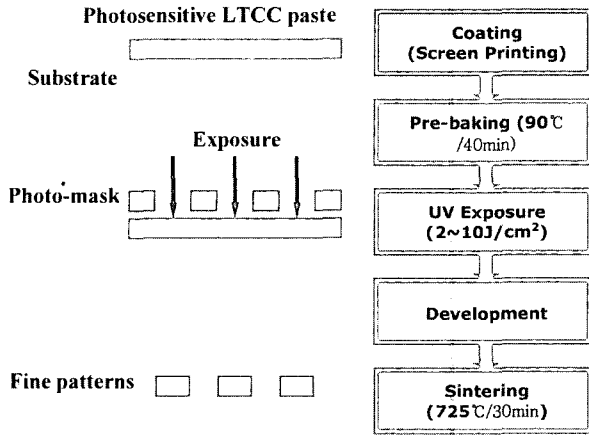 Photosensitive LTCC paste
Substrate
Exposure
Photo-mask
Fine patterns
Coating
(Screen Printing)
Pre-baking (90℃
/40min)
UV Exposure
(2~10J/cm²)
Development
Sintering
(725℃/30min)